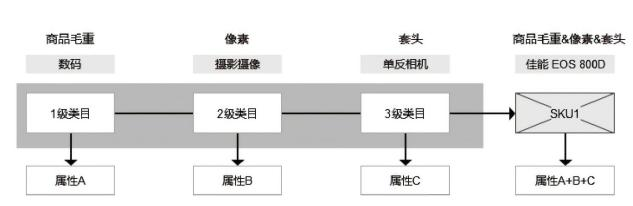 商品毛重 像素 套头 商品毛重&像素&套头
数码 摄影摄像 单反相机 佳能 EOS 800D
1级类目 2级类目 3级类目 SKU1
属性A 属性B 属性C 属性A+B+C